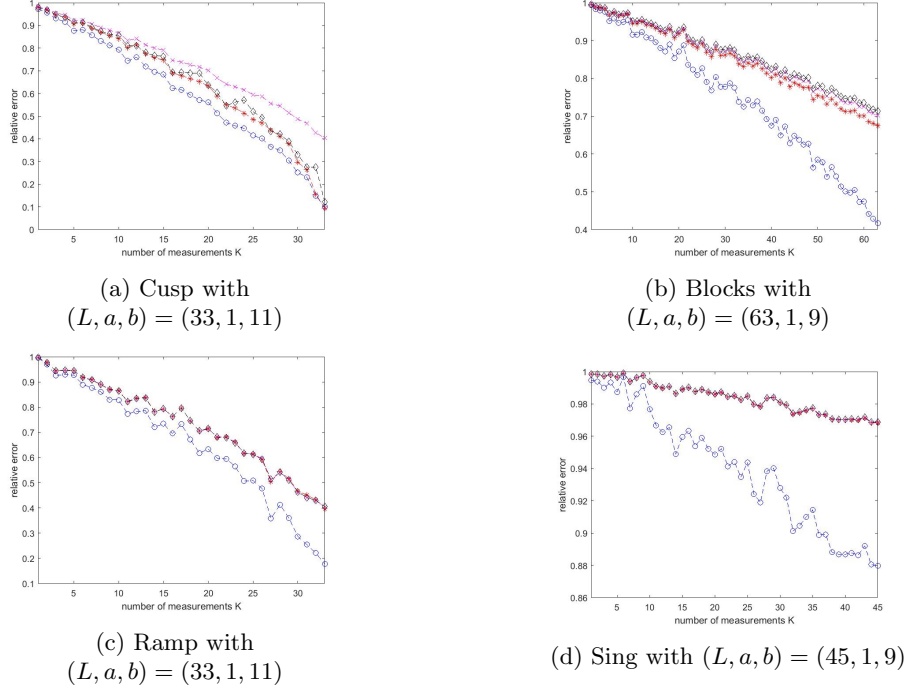 1
0.9
0.8
0.7
0.6
0.5
0.4
0.3
0.2
0.1
0
relative error
5 10 15 20 25 30
number of measurements K
(a) Cusp with
(L, a, b) = (33, 1, 11)
1
0.9
0.8
0.7
0.6
0.5
0.4
relative error
10 20 30 40 50 60
number of measurements K
(b) Blocks with
(L, a, b) = (63, 1, 9)
1
0.9
0.8
0.7
0.6
0.5
0.4
0.3
0.2
0.1
relative error
5 10 15 20 25 30
number of measurements K
(c) Ramp with
(L, a, b) = (33, 1, 11)
1
0.98
0.96
0.94
0.92
0.9
0.88
0.86
relative error
5 10 15 20 25 30 35 40 45
number of measurements K
(d) Sing with (L, a, b) = (45, 1, 9)